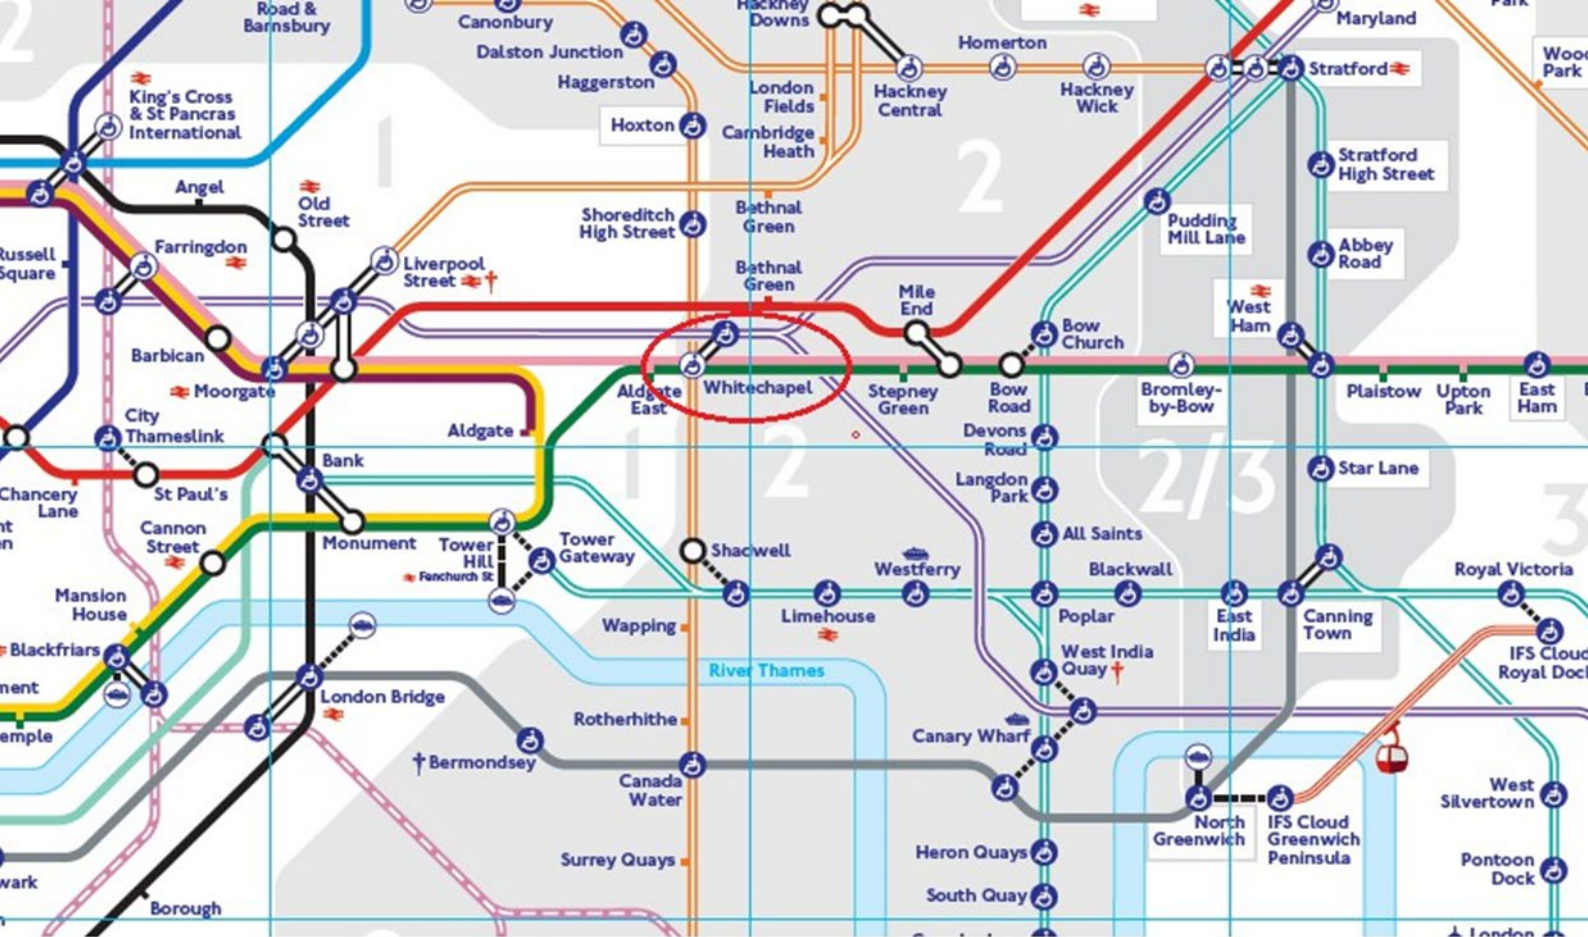 Road &
Barnsbury
Canonbury
Dalston Junction
Haggerston
Hackney
Downs
Homerton
Maryland
Park
Stratford
Hackney
Central
Hackney
Wick
London
Fields
Cambridge
Heath
Hoxton
King's Cross
& St Pancras
International
2
1
2
Stratford
High Street
Angel
Old
Street
Shoreditch
High Street
Bethnal
Green
Pudding
Mill Lane
Abbey
Road
Russell
Square
Farringdon
Liverpool
Street
Bethnal
Green
Mile
End
West
Ham
Bow
Church
Barbican
Moorgate
Aldgate
East
Whitechapel
Stepney
Green
Bow
Road
Bromley-
by-Bow
Plaistow
Upton
Park
East
Ham
City
Thameslink
Aldgate
Devons
Road
1
2
2/3
3
Star Lane
Bank
Chancery
Lane
St Paul's
Langdon
Park
Cannon
Street
Monument
Tower
Hill
Fenchurch St
Tower
Gateway
Shadwell
Westferry
All Saints
Blackwall
Royal Victoria
Mansion
House
Limehouse
Poplar
East
India
Canning
Town
Wapping
Blackfriars
West India
Quay
IFS Cloud
Royal Dock
River Thames
London Bridge
Rotherhithe
Canary Wharf
Bermondsey
Canada
Water
West
Silvertown
North
Greenwich
IFS Cloud
Greenwich
Peninsula
Surrey Quays
Heron Quays
Pontoon
Dock
South Quay
Borough
London